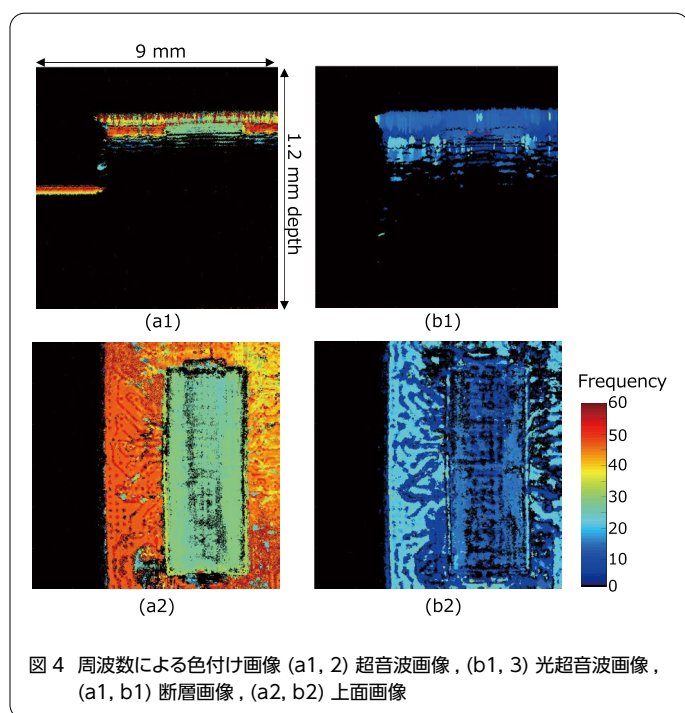 9 mm
1.2 mm depth
(a1)
(b1)
Frequency
60
50
40
30
20
10
0
(a2)
(b2)
図 4 周波数による色付け画像 (a1, 2) 超音波画像 , (b1, 3) 光超音波画像 ,
(a1, b1) 断層画像 , (a2, b2) 上面画像